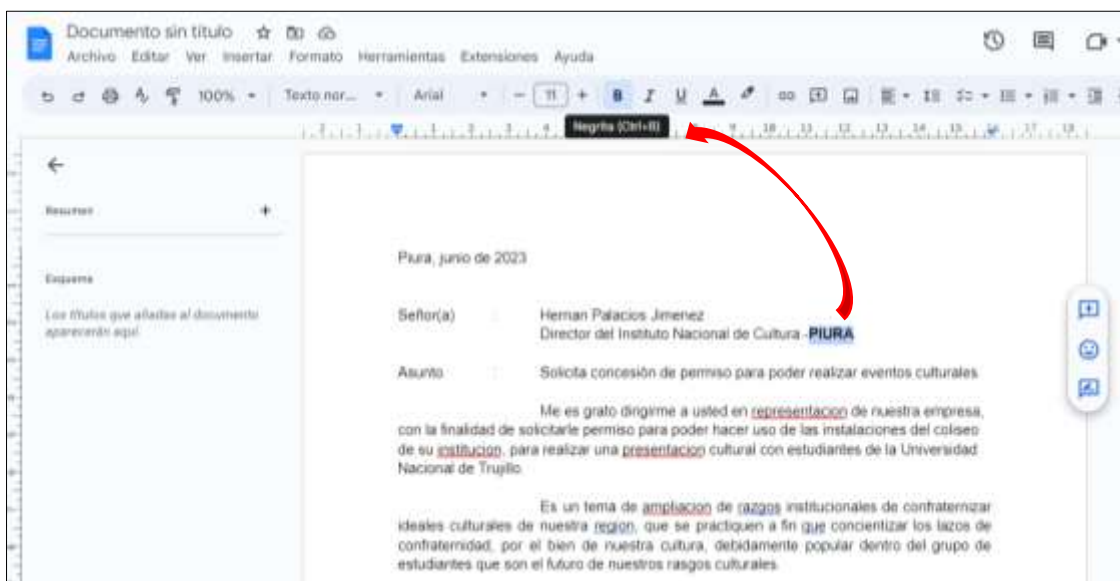 Documento sin título
Archivo Editar Ver Insertar Formato Herramientas Extensiones Ayuda
100% Texto nor... Arial 11 B I U A
Negrita (Ctrl+B)
Resumen
Esquema
Los títulos que añadas al documento
aparecerán aquí.
Piura, junio de 2023
Señor(a) : Hernan Palacios Jimenez
Director del Instituto Nacional de Cultura -PIURA
Asunto : Solicita concesión de permiso para poder realizar eventos culturales
Me es grato dirigirme a usted en representacion de nuestra empresa,
con la finalidad de solicitarle permiso para poder hacer uso de las instalaciones del coliseo
de su institucion, para realizar una presentacion cultural con estudiantes de la Universidad
Nacional de Trujillo.
Es un tema de ampliacion de razgos institucionales de confraternizar
ideales culturales de nuestra region, que se practiquen a fin que concientizar los lazos de
confraternidad, por el bien de nuestra cultura, debidamente popular dentro del grupo de
estudiantes que son el futuro de nuestros rasgos culturales.